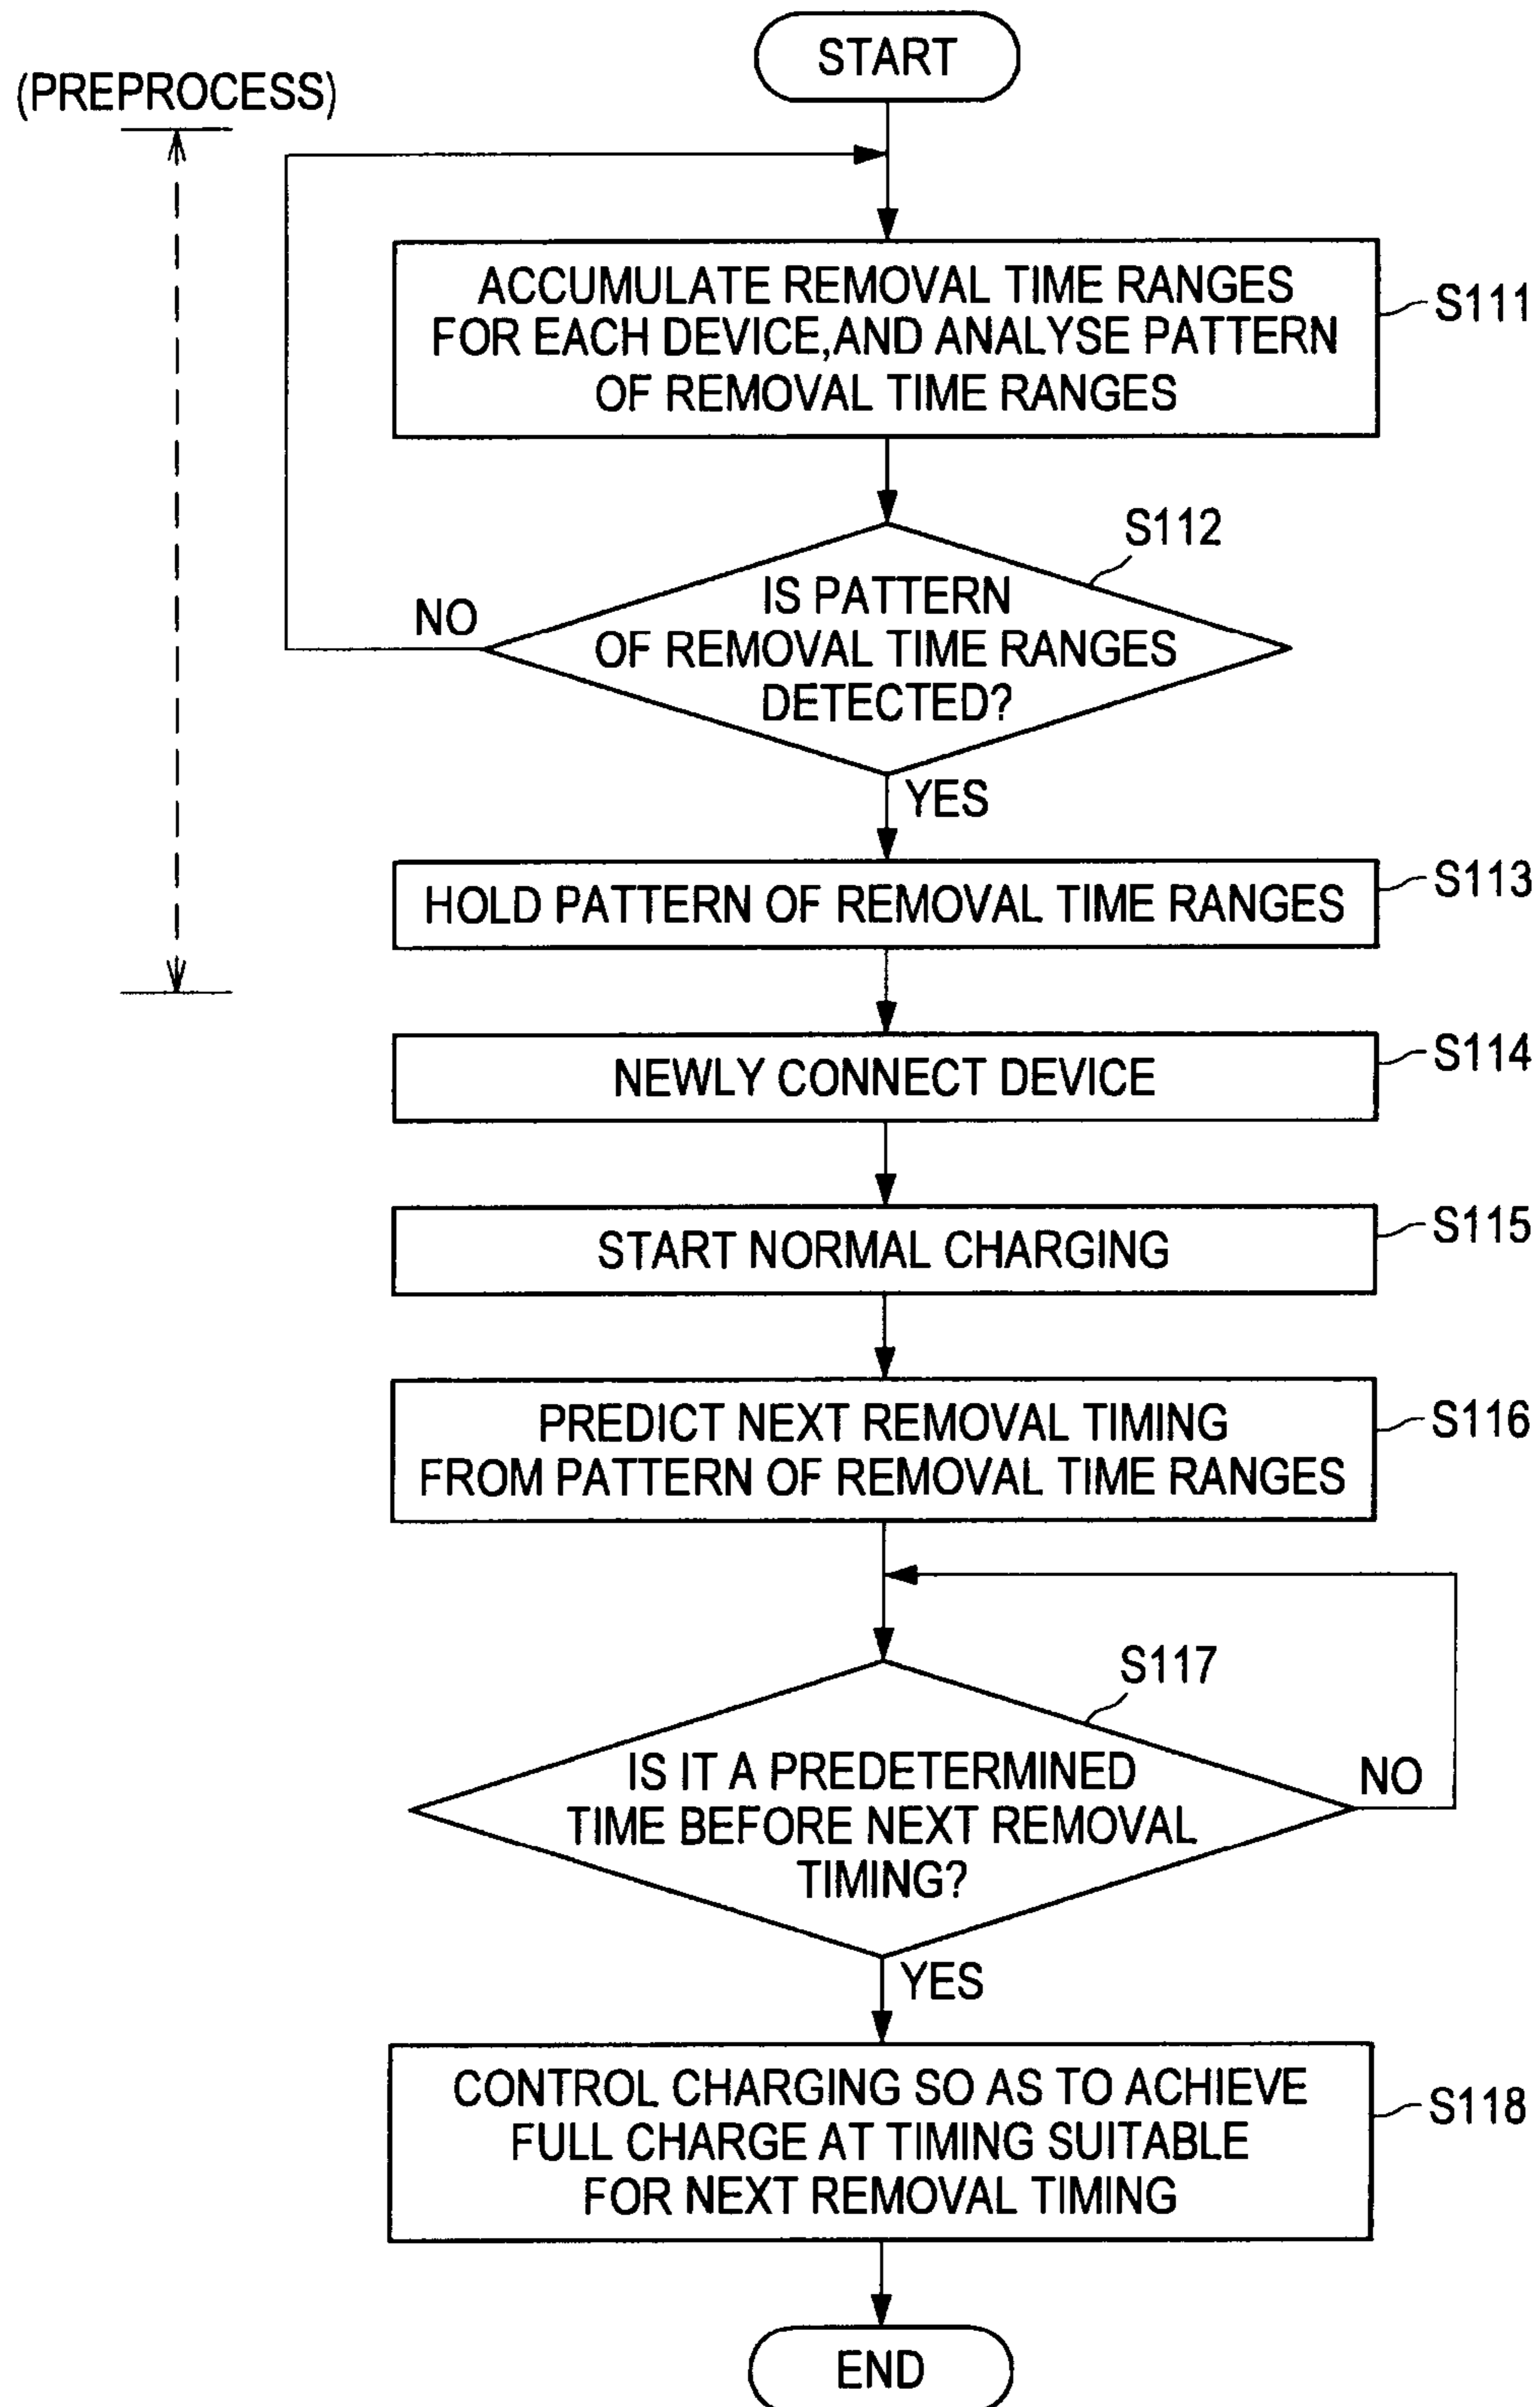 START
(PREPROCESS)
ACCUMULATE REMOVAL TIME RANGES
FOR EACH DEVICE,AND ANALYSE PATTERN
OF REMOVAL TIME RANGES
S111
S112
IS PATTERN
OF REMOVAL TIME RANGES
DETECTED?
NO
YES
HOLD PATTERN OF REMOVAL TIME RANGES
S113
NEWLY CONNECT DEVICE
S114
START NORMAL CHARGING
S115
PREDICT NEXT REMOVAL TIMING
FROM PATTERN OF REMOVAL TIME RANGES
S116
S117
IS IT A PREDETERMINED
TIME BEFORE NEXT REMOVAL
TIMING?
NO
YES
CONTROL CHARGING SO AS TO ACHIEVE
FULL CHARGE AT TIMING SUITABLE
FOR NEXT REMOVAL TIMING
S118
END